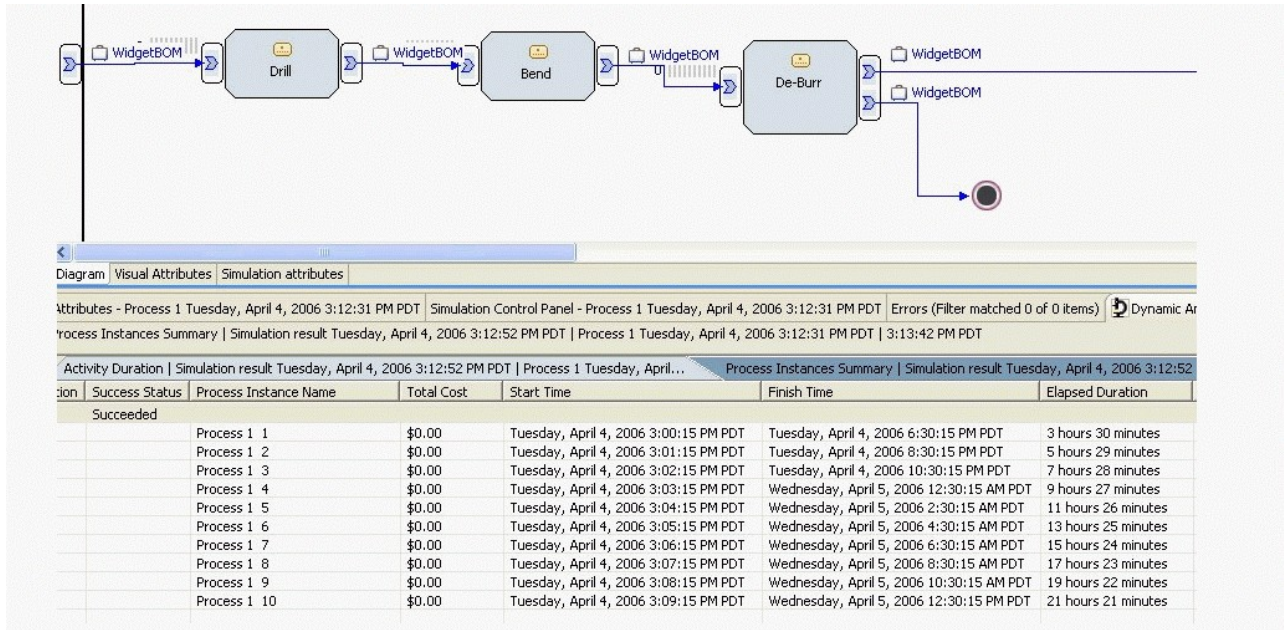 WidgetBOM
Drill
WidgetBOM
Bend
WidgetBOM
De-Burr
WidgetBOM
WidgetBOM
Diagram Visual Attributes Simulation attributes
Attributes - Process 1 Tuesday, April 4, 2006 3:12:31 PM PDT Simulation Control Panel - Process 1 Tuesday, April 4, 2006 3:12:31 PM PDT Errors (Filter matched 0 of 0 items) Dynamic Ar
Process Instances Summary | Simulation result Tuesday, April 4, 2006 3:12:52 PM PDT | Process 1 Tuesday, April 4, 2006 3:12:31 PM PDT | 3:13:42 PM PDT
Activity Duration | Simulation result Tuesday, April 4, 2006 3:12:52 PM PDT | Process 1 Tuesday, April... Process Instances Summary | Simulation result Tuesday, April 4, 2006 3:12:52
tion Success Status Process Instance Name Total Cost Start Time Finish Time Elapsed Duration
Succeeded
Process 1 1 $0.00 Tuesday, April 4, 2006 3:00:15 PM PDT Tuesday, April 4, 2006 6:30:15 PM PDT 3 hours 30 minutes
Process 1 2 $0.00 Tuesday, April 4, 2006 3:01:15 PM PDT Tuesday, April 4, 2006 8:30:15 PM PDT 5 hours 29 minutes
Process 1 3 $0.00 Tuesday, April 4, 2006 3:02:15 PM PDT Tuesday, April 4, 2006 10:30:15 PM PDT 7 hours 28 minutes
Process 1 4 $0.00 Tuesday, April 4, 2006 3:03:15 PM PDT Wednesday, April 5, 2006 12:30:15 AM PDT 9 hours 27 minutes
Process 1 5 $0.00 Tuesday, April 4, 2006 3:04:15 PM PDT Wednesday, April 5, 2006 2:30:15 AM PDT 11 hours 26 minutes
Process 1 6 $0.00 Tuesday, April 4, 2006 3:05:15 PM PDT Wednesday, April 5, 2006 4:30:15 AM PDT 13 hours 25 minutes
Process 1 7 $0.00 Tuesday, April 4, 2006 3:06:15 PM PDT Wednesday, April 5, 2006 6:30:15 AM PDT 15 hours 24 minutes
Process 1 8 $0.00 Tuesday, April 4, 2006 3:07:15 PM PDT Wednesday, April 5, 2006 8:30:15 AM PDT 17 hours 23 minutes
Process 1 9 $0.00 Tuesday, April 4, 2006 3:08:15 PM PDT Wednesday, April 5, 2006 10:30:15 AM PDT 19 hours 22 minutes
Process 1 10 $0.00 Tuesday, April 4, 2006 3:09:15 PM PDT Wednesday, April 5, 2006 12:30:15 PM PDT 21 hours 21 minutes